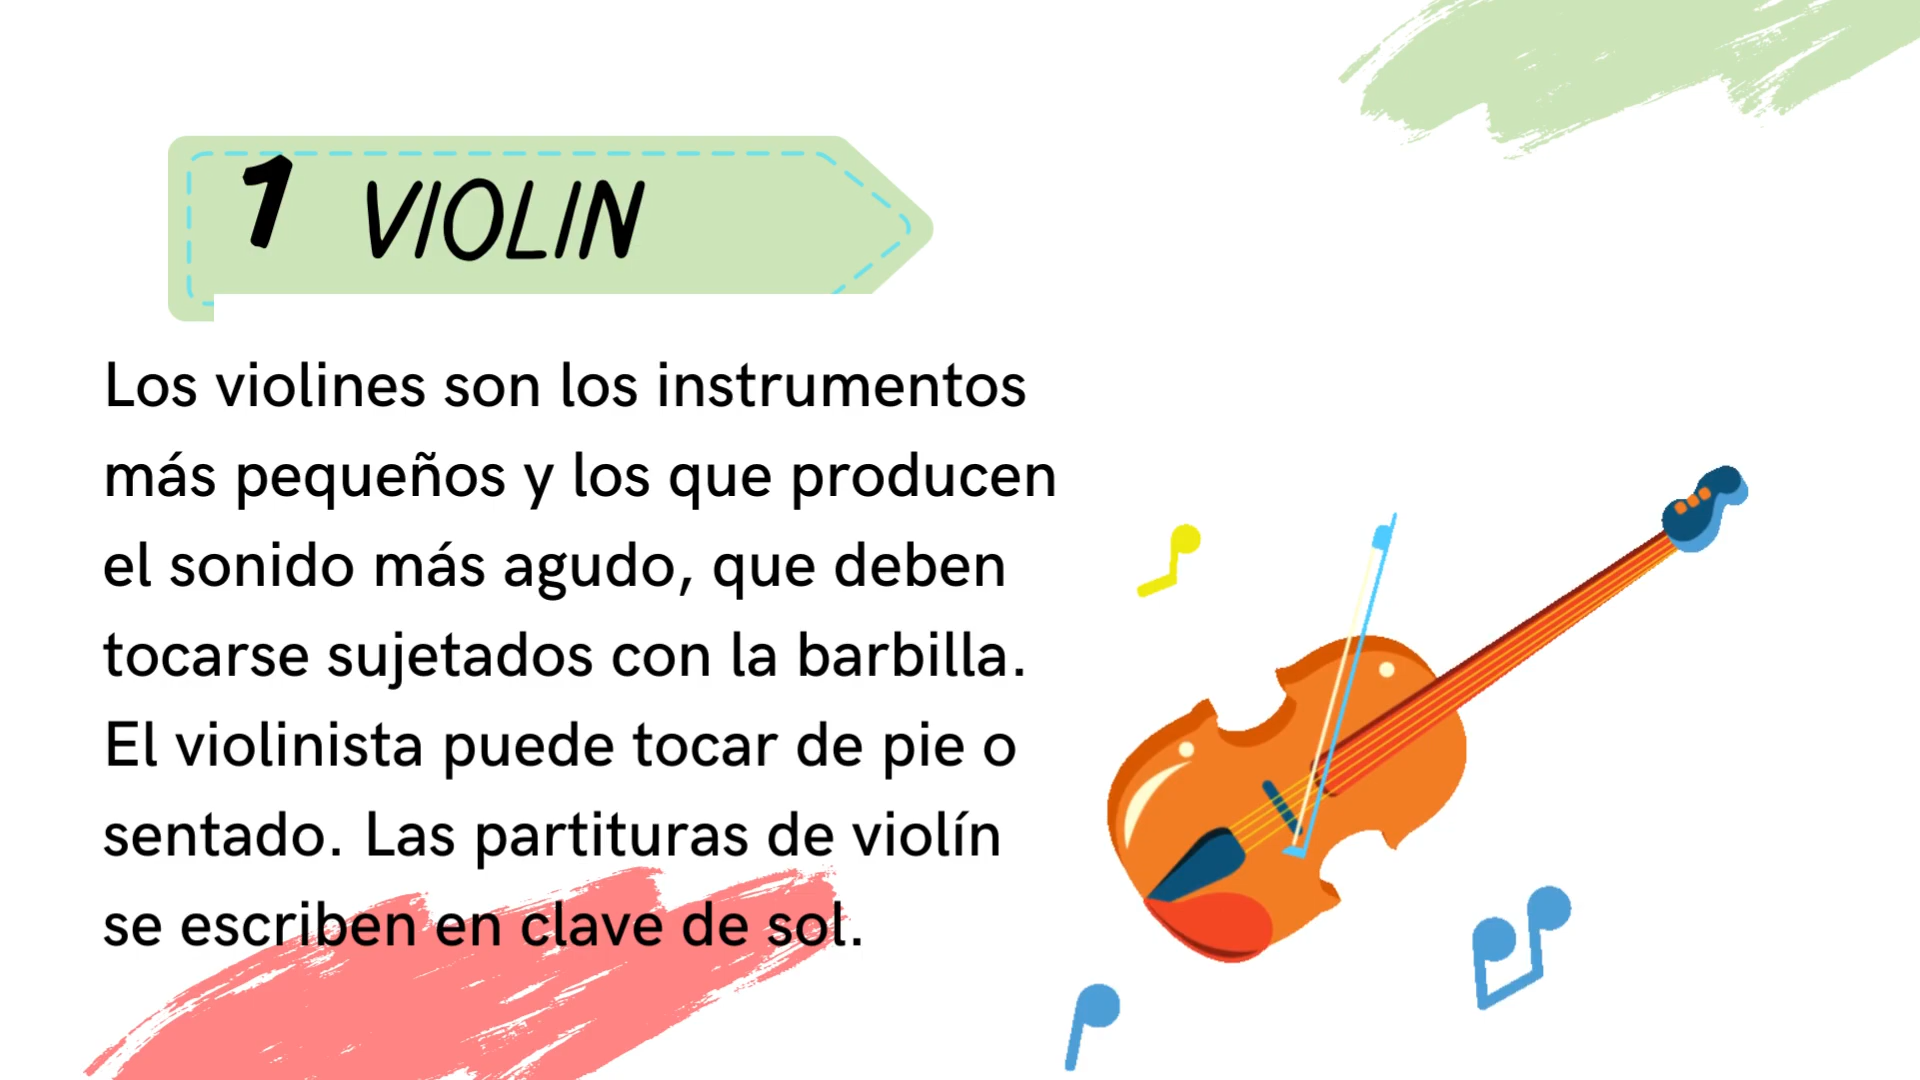 1 VIOLIN
Los violines son los instrumentos
más pequeños y los que producen
el sonido más agudo, que deben
tocarse sujetados con la barbilla.
El violinista puede tocar de pie o
sentado. Las partituras de violín
se escriben en clave de sol.